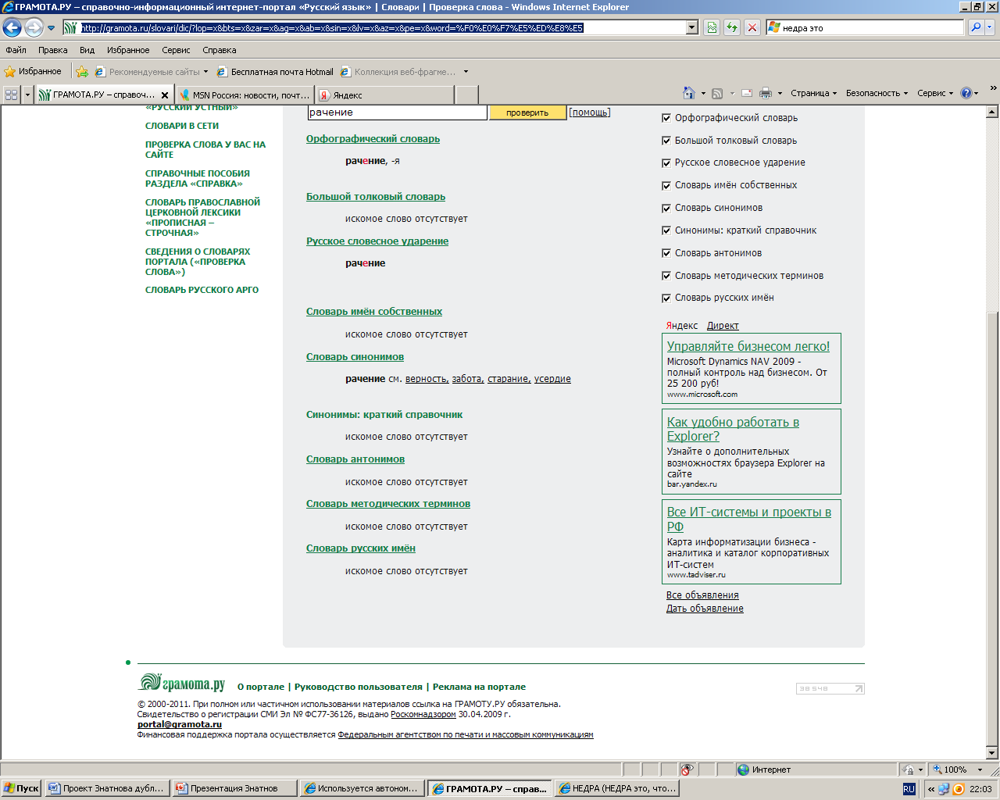 ГРАМОТА.РУ – справочно-информационный интернет-портал «Русский язык» | Словари | Проверка слова - Windows Internet Explorer
http://gramota.ru/slovari/dic/?lop=x&bts=x&zar=x&ag=x&ab=x&sin=x&lv=x&az=x&pe=x&word=%F0%E0%F7%E5%ED%E8%E5
недра это
Файл Правка Вид Избранное Сервис Справка
Избранное Рекомендуемые сайты Бесплатная почта Hotmail Коллекция веб-фрагме...
ГРАМОТА.РУ – справоч... MSN Россия: новости, почт... Яндекс Страница Безопасность Сервис
«РУССКИЙ УСТНЫЙ»
СЛОВАРИ В СЕТИ
ПРОВЕРКА СЛОВА У ВАС НА
САЙТЕ
СПРАВОЧНЫЕ ПОСОБИЯ
РАЗДЕЛА «СПРАВКА»
СЛОВАРЬ ПРАВОСЛАВНОЙ
ЦЕРКОВНОЙ ЛЕКСИКИ
«ПРОПИСНАЯ –
СТРОЧНАЯ»
СВЕДЕНИЯ О СЛОВАРЯХ
ПОРТАЛА («ПРОВЕРКА
СЛОВА»)
СЛОВАРЬ РУССКОГО АРГО
рачение проверить [помощь]
Орфографический словарь
рачение, -я
Большой толковый словарь
искомое слово отсутствует
Русское словесное ударение
рачение
Словарь имён собственных
искомое слово отсутствует
Словарь синонимов
рачение см. верность, забота, старание, усердие
Синонимы: краткий справочник
искомое слово отсутствует
Словарь антонимов
искомое слово отсутствует
Словарь методических терминов
искомое слово отсутствует
Словарь русских имён
искомое слово отсутствует
Орфографический словарь
Большой толковый словарь
Русское словесное ударение
Словарь имён собственных
Словарь синонимов
Синонимы: краткий справочник
Словарь антонимов
Словарь методических терминов
Словарь русских имён
Яндекс Директ
Управляйте бизнесом легко!
Microsoft Dynamics NAV 2009 -
полный контроль над бизнесом. От
25 200 руб!
www.microsoft.com
Как удобно работать в
Explorer?
Узнайте о дополнительных
возможностях браузера Explorer на
сайте
bar.yandex.ru
Все ИТ-системы и проекты в
РФ
Карта информатизации бизнеса -
аналитика и каталог корпоративных
ИТ-систем
www.tadviser.ru
Все объявления
Дать объявление
грамота.ру О портале | Руководство пользователя | Реклама на портале
38 548
© 2000-2011. При полном или частичном использовании материалов ссылка на ГРАМОТУ.РУ обязательна.
Свидетельство о регистрации СМИ Эл № ФС77-36126, выдано Роскомнадзором 30.04.2009 г.
portal@gramota.ru
Финансовая поддержка портала осуществляется Федеральным агентством по печати и массовым коммуникациям
Интернет 100%
Пуск Проект Знатнова дубл... Презентация Знатнов Используется автоном... ГРАМОТА.РУ – справ... НЕДРА (НЕДРА это, что... RU 22:03